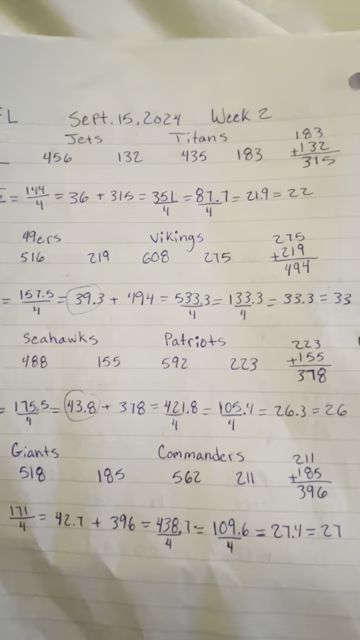 FL Sept. 15, 2024 Week 2
Jets Titans 183
456 132 435 183 +132
315
= 144/4 = 36 + 315 = 351/4 = 87.7/4 = 21.9 = 22
49ers Vikings 275
516 219 608 275 +219
494
= 157.5/4 = 39.3 + 494 = 533.3/4 = 133.3/4 = 33.3 = 33
Seahawks Patriots 223
488 155 592 223 +155
378
= 175.5/4 = 43.8 + 378 = 421.8/4 = 105.4/4 = 26.3 = 26
Giants Commanders 211
518 185 562 211 +185
396
171/4 = 42.7 + 396 = 438.7/4 = 109.6/4 = 27.4 = 27